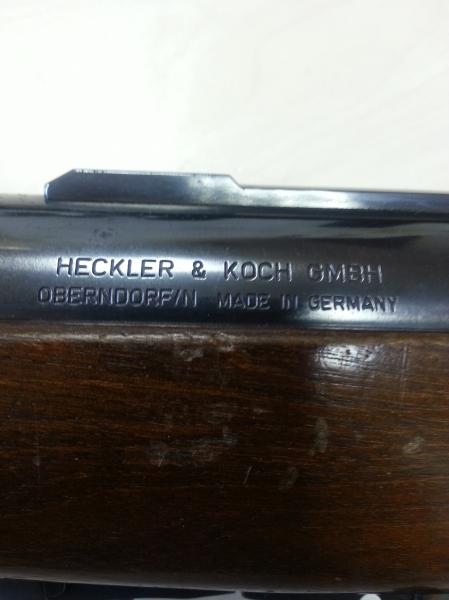 HECKLER & KOCH GMBH
OBERNDORF/N MADE IN GERMANY